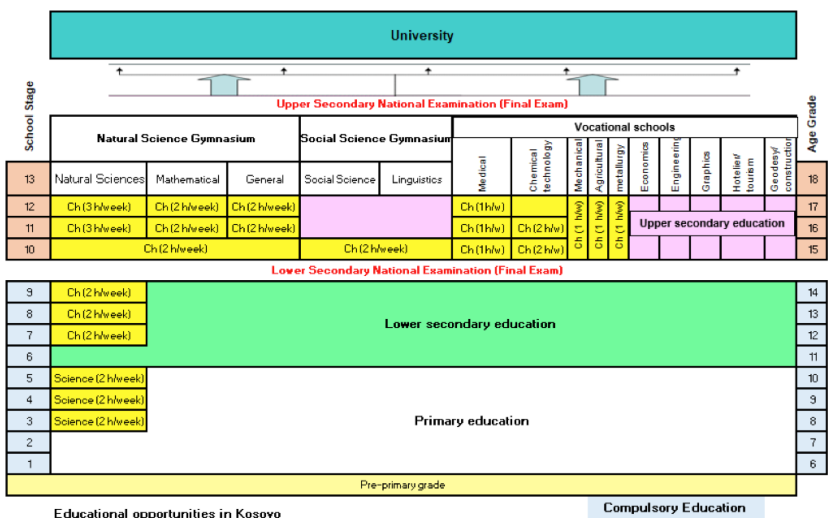 University
School Stage
Age Grade
Upper Secondary National Examination (Final Exam)
Natural Science Gymnasium
Social Science Gymnasium
Vocational schools
13
Natural Sciences
Mathematical
General
Social Science
Linguistics
Medical
Chemical technology
Mechanical
Agricultural
metallurgy
Economics
Engineering
Graphics
Hotelier/ tourism
Geodesy/ construction
18
12
Ch (3 h/week)
Ch (2 h/week)
Ch (2 h/week)
Ch (1 h/w)
17
11
Ch (3 h/week)
Ch (2 h/week)
Ch (2 h/week)
Ch (1 h/w)
Ch (2 h/w)
Ch (1 h/w)
Ch (1 h/w)
Ch (1 h/w)
Upper secondary education
16
10
Ch (2 h/week)
Ch (2 h/week)
Ch (1 h/w)
Ch (2 h/w)
15
Lower Secondary National Examination (Final Exam)
9
Ch (2 h/week)
14
8
Ch (2 h/week)
Lower secondary education
13
7
Ch (2 h/week)
12
6
11
5
Science (2 h/week)
10
4
Science (2 h/week)
9
3
Science (2 h/week)
Primary education
8
2
7
1
6
Pre-primary grade
Educational opportunities in Kosovo
Compulsory Education